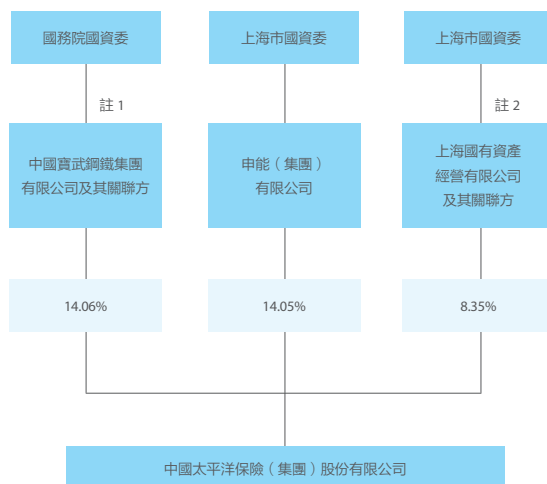 國務院國資委
上海市國資委
上海市國資委
註 1
註 2
中國寶武鋼鐵集團
有限公司及其關聯方
申能（集團）
有限公司
上海國有資產
經營有限公司
及其關聯方
14.06%
14.05%
8.35%
中國太平洋保險（集團）股份有限公司